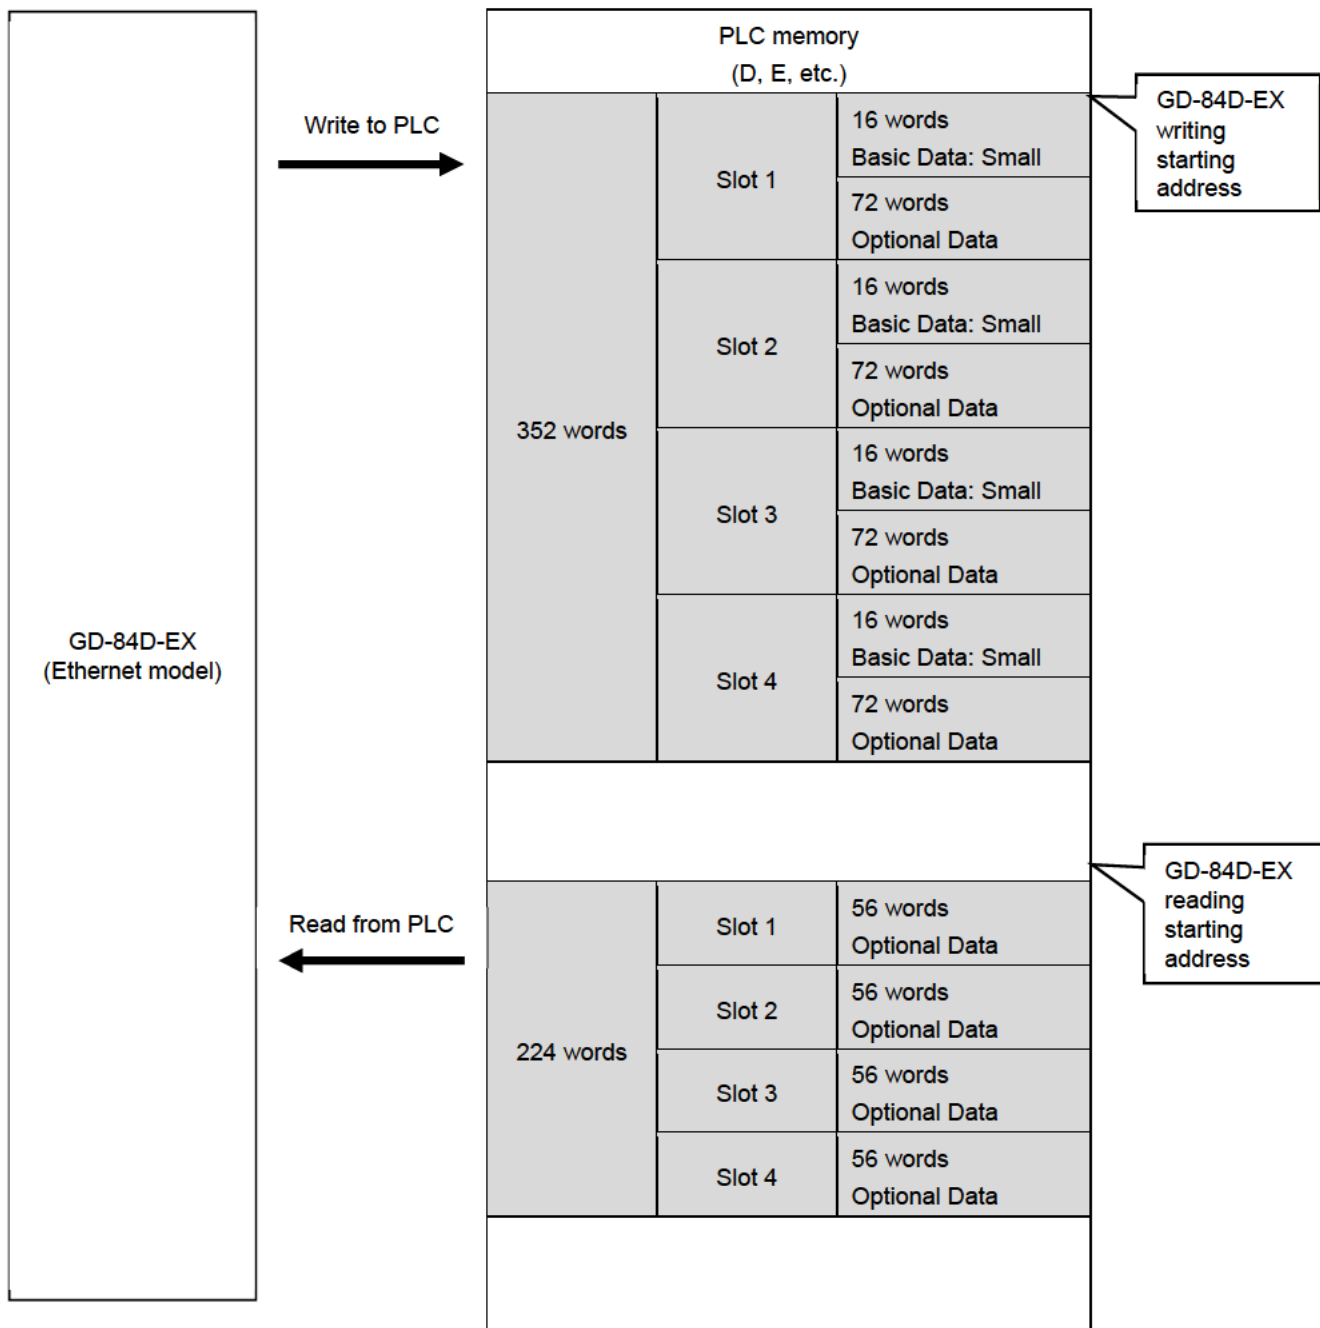 PLC memory
(D, E, etc.)
GD-84D-EX
writing
starting
address
Write to PLC
16 words
Basic Data: Small
Slot 1
72 words
Optional Data
16 words
Basic Data: Small
Slot 2
72 words
Optional Data
352 words
16 words
Basic Data: Small
Slot 3
72 words
Optional Data
16 words
Basic Data: Small
Slot 4
72 words
Optional Data
GD-84D-EX
(Ethernet model)
GD-84D-EX
reading
starting
address
Read from PLC
Slot 1
56 words
Optional Data
Slot 2
56 words
Optional Data
224 words
Slot 3
56 words
Optional Data
Slot 4
56 words
Optional Data